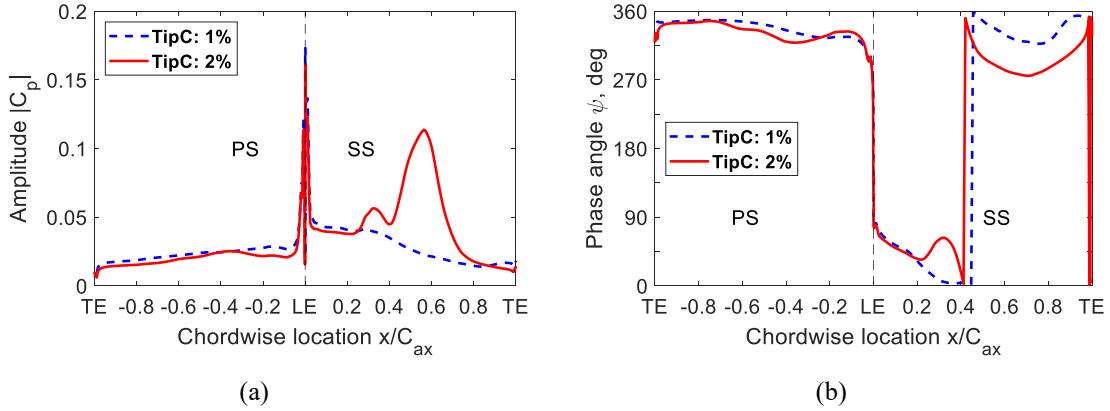 0.2
0.15
0.1
0.05
0
Amplitude |C_p|
TipC: 1%
TipC: 2%
PS
SS
TE -0.8 -0.6 -0.4 -0.2 LE 0.2 0.4 0.6 0.8 TE
Chordwise location x/C_ax
(a)
360
270
180
90
0
Phase angle ψ, deg
TipC: 1%
TipC: 2%
PS
SS
TE -0.8 -0.6 -0.4 -0.2 LE 0.2 0.4 0.6 0.8 TE
Chordwise location x/C_ax
(b)